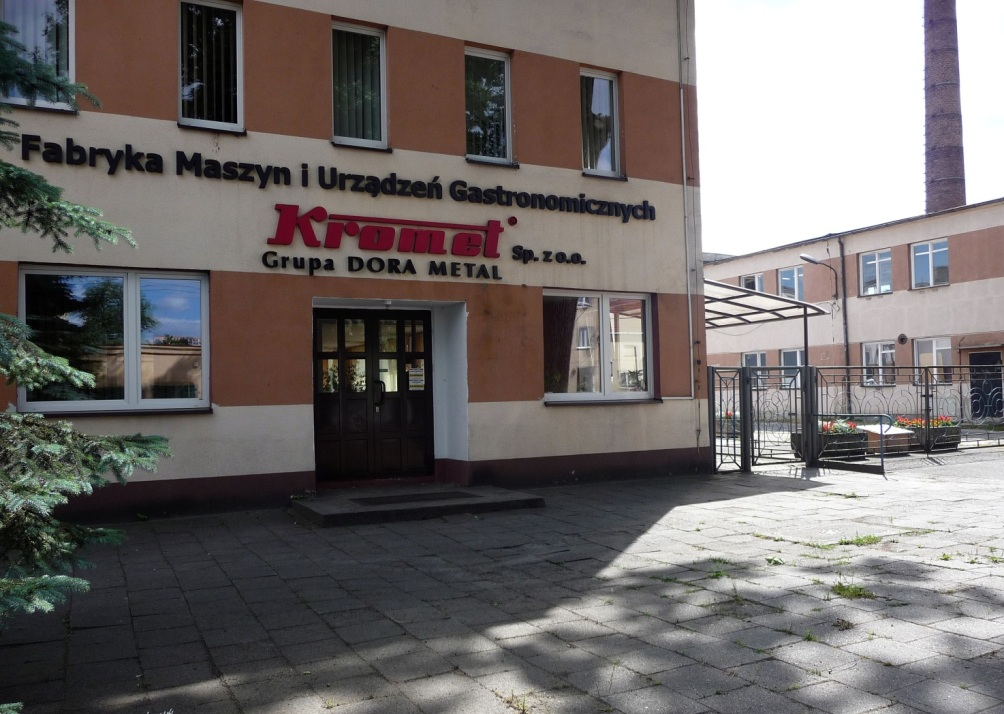 Fabryka Maszyn i Urządzeń Gastronomicznych
Kromet® Sp. z o.o.
Grupa DORA METAL